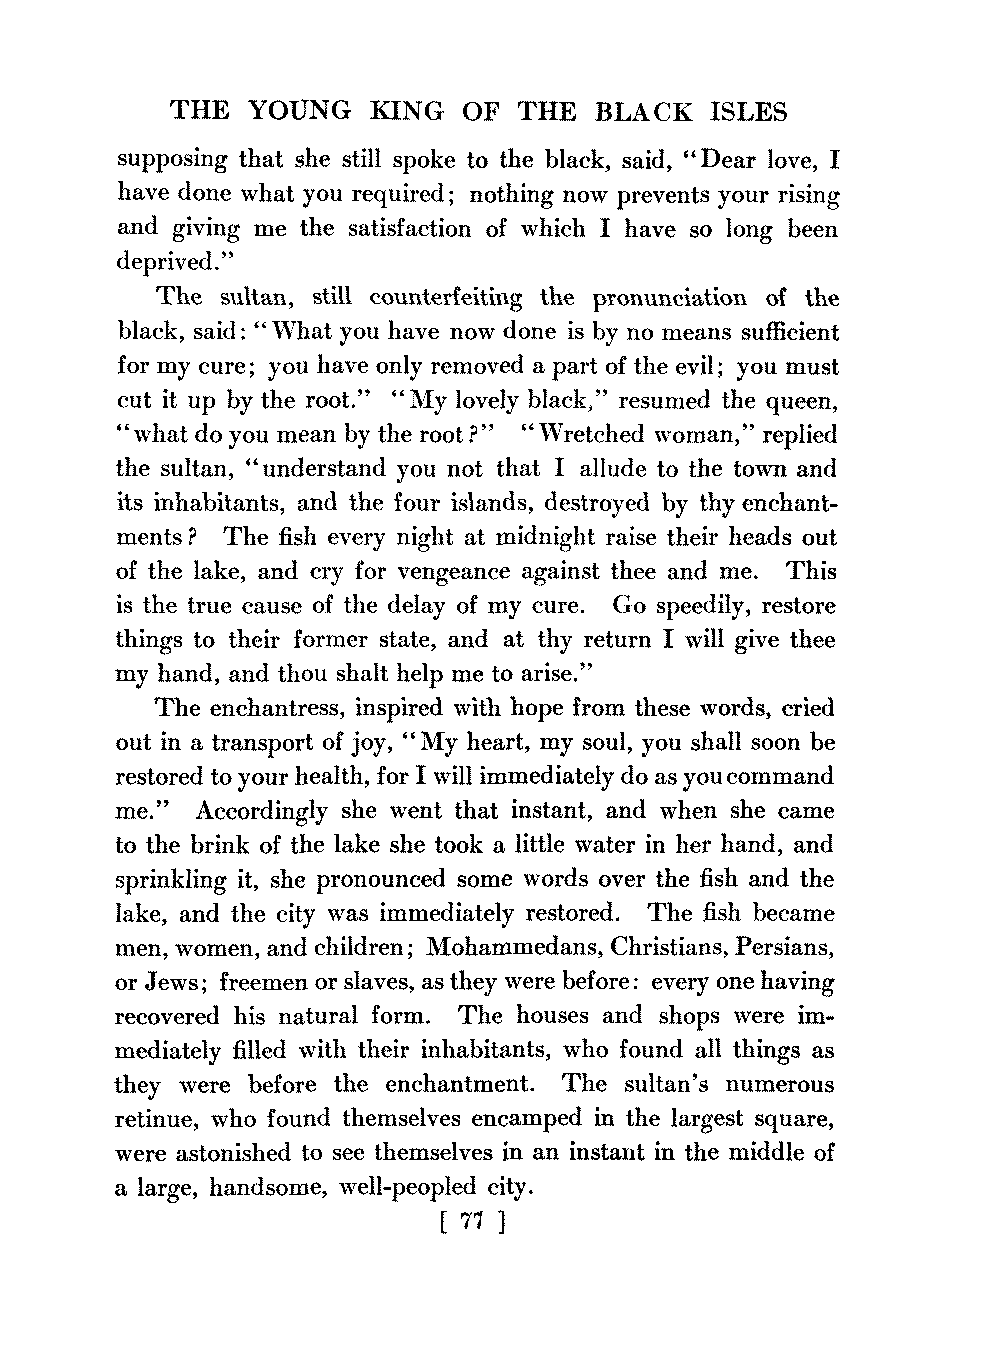 THE YOUNG KING OF THE BLACK ISLES
supposing that she still spoke to the black, said, “Dear love, I
have done what you required; nothing now prevents your rising
and giving me the satisfaction of which I have so long been
deprived.”
The sultan, still counterfeiting the pronunciation of the
black, said: “What you have now done is by no means sufficient
for my cure; you have only removed a part of the evil; you must
cut it up by the root.” “My lovely black,” resumed the queen,
“what do you mean by the root?” “Wretched woman,” replied
the sultan, “understand you not that I allude to the town and
its inhabitants, and the four islands, destroyed by thy enchant-
ments? The fish every night at midnight raise their heads out
of the lake, and cry for vengeance against thee and me. This
is the true cause of the delay of my cure. Go speedily, restore
things to their former state, and at thy return I will give thee
my hand, and thou shalt help me to arise.”
The enchantress, inspired with hope from these words, cried
out in a transport of joy, “My heart, my soul, you shall soon be
restored to your health, for I will immediately do as you command
me.” Accordingly she went that instant, and when she came
to the brink of the lake she took a little water in her hand, and
sprinkling it, she pronounced some words over the fish and the
lake, and the city was immediately restored. The fish became
men, women, and children; Mohammedans, Christians, Persians,
or Jews; freemen or slaves, as they were before: every one having
recovered his natural form. The houses and shops were im-
mediately filled with their inhabitants, who found all things as
they were before the enchantment. The sultan’s numerous
retinue, who found themselves encamped in the largest square,
were astonished to see themselves in an instant in the middle of
a large, handsome, well-peopled city.
[ 77 ]